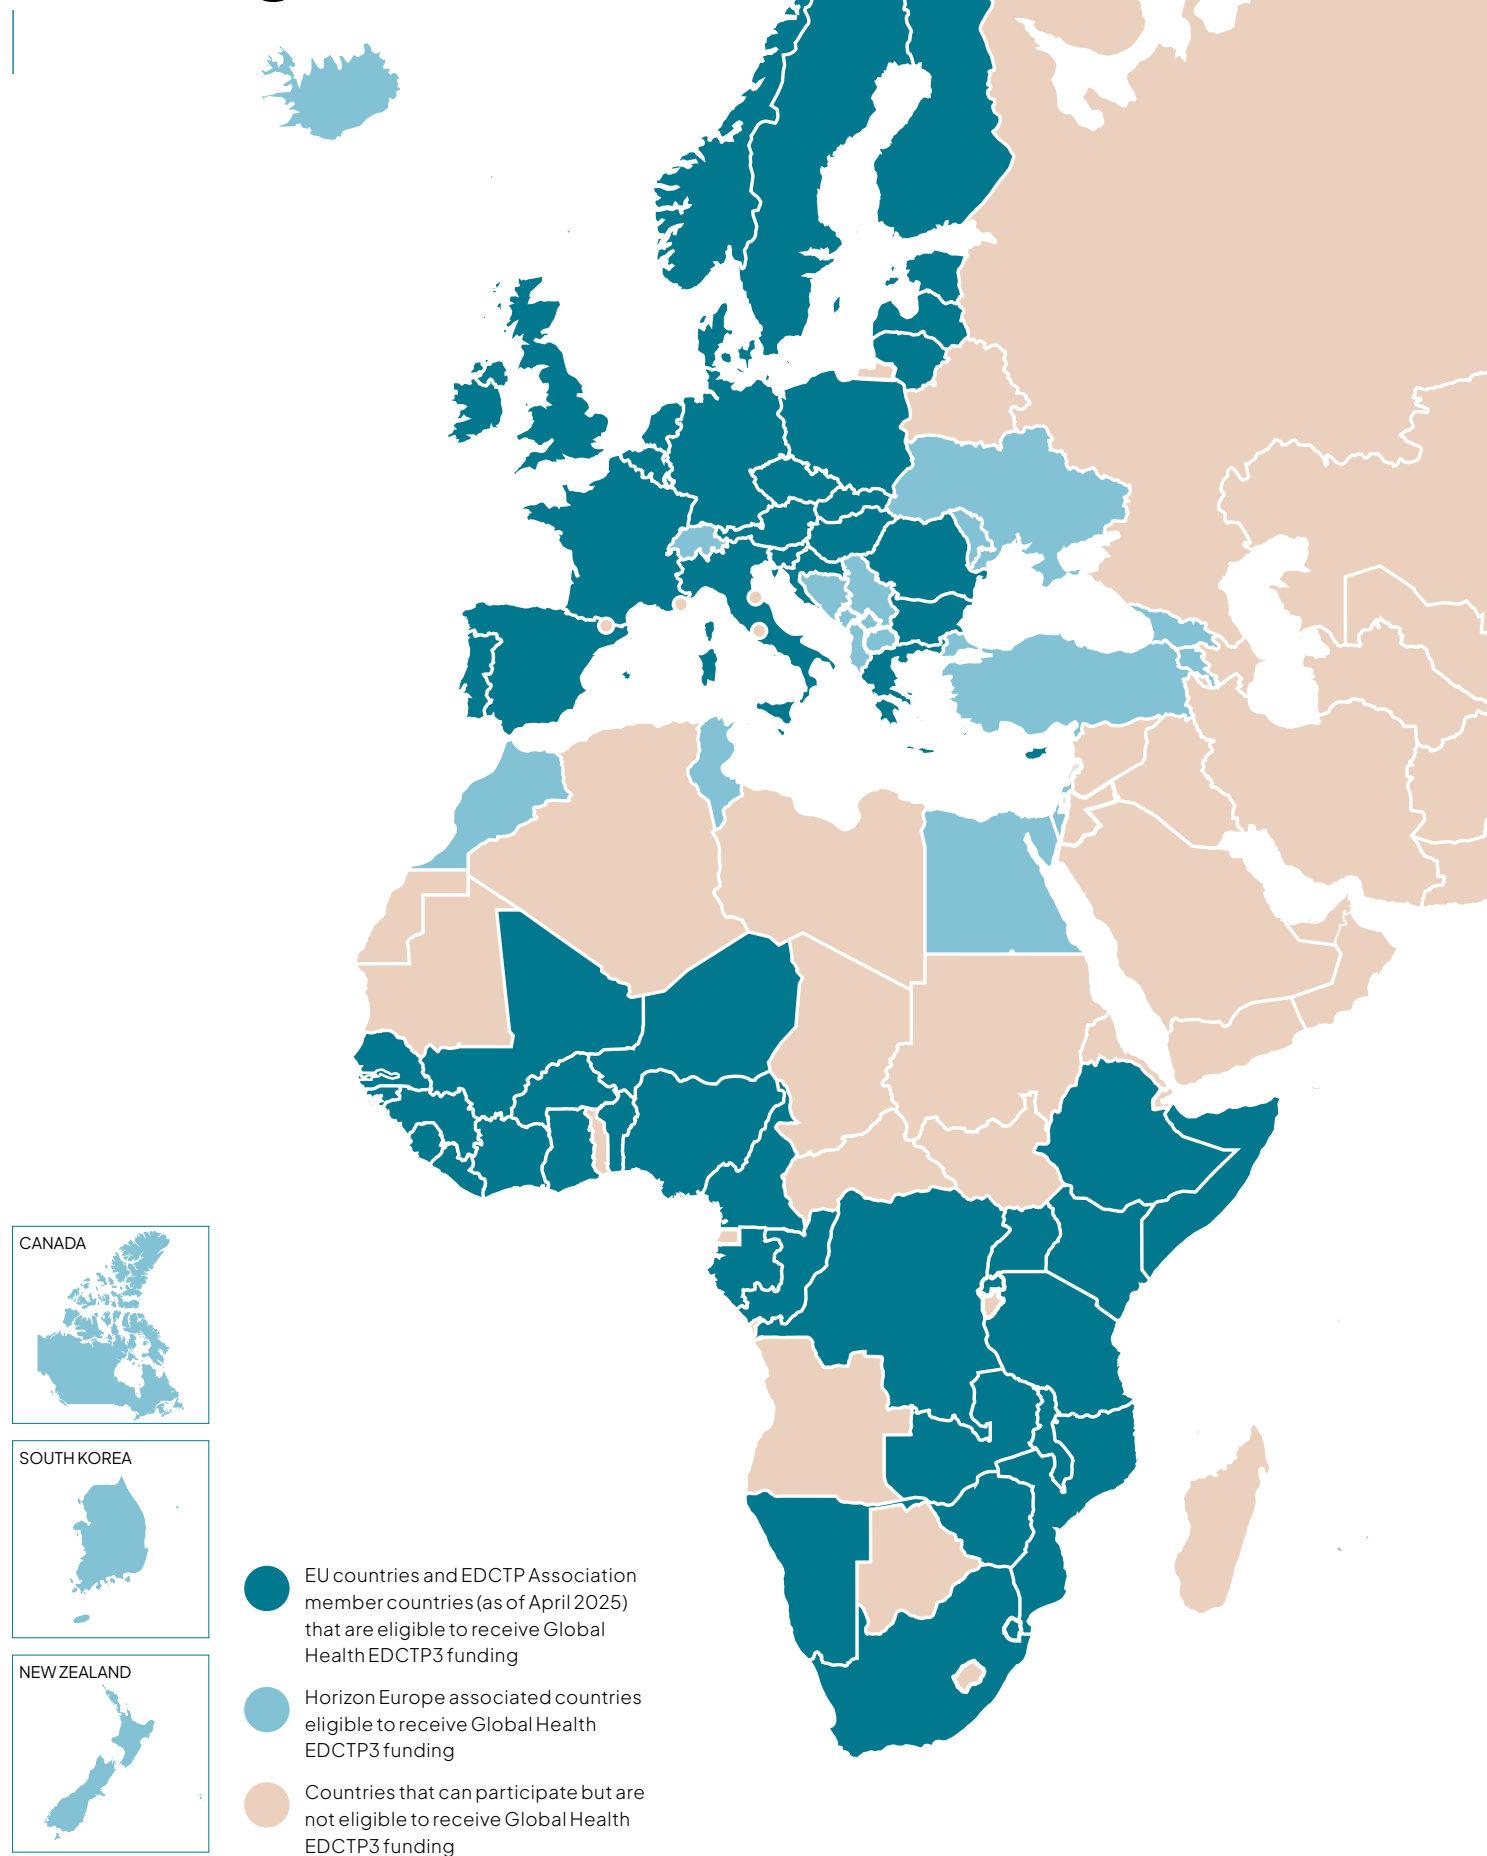 CANADA
SOUTH KOREA
NEW ZEALAND
EU countries and EDCTP Association
member countries (as of April 2025)
that are eligible to receive Global
Health EDCTP3 funding
Horizon Europe associated countries
eligible to receive Global Health
EDCTP3 funding
Countries that can participate but are
not eligible to receive Global Health
EDCTP3 funding